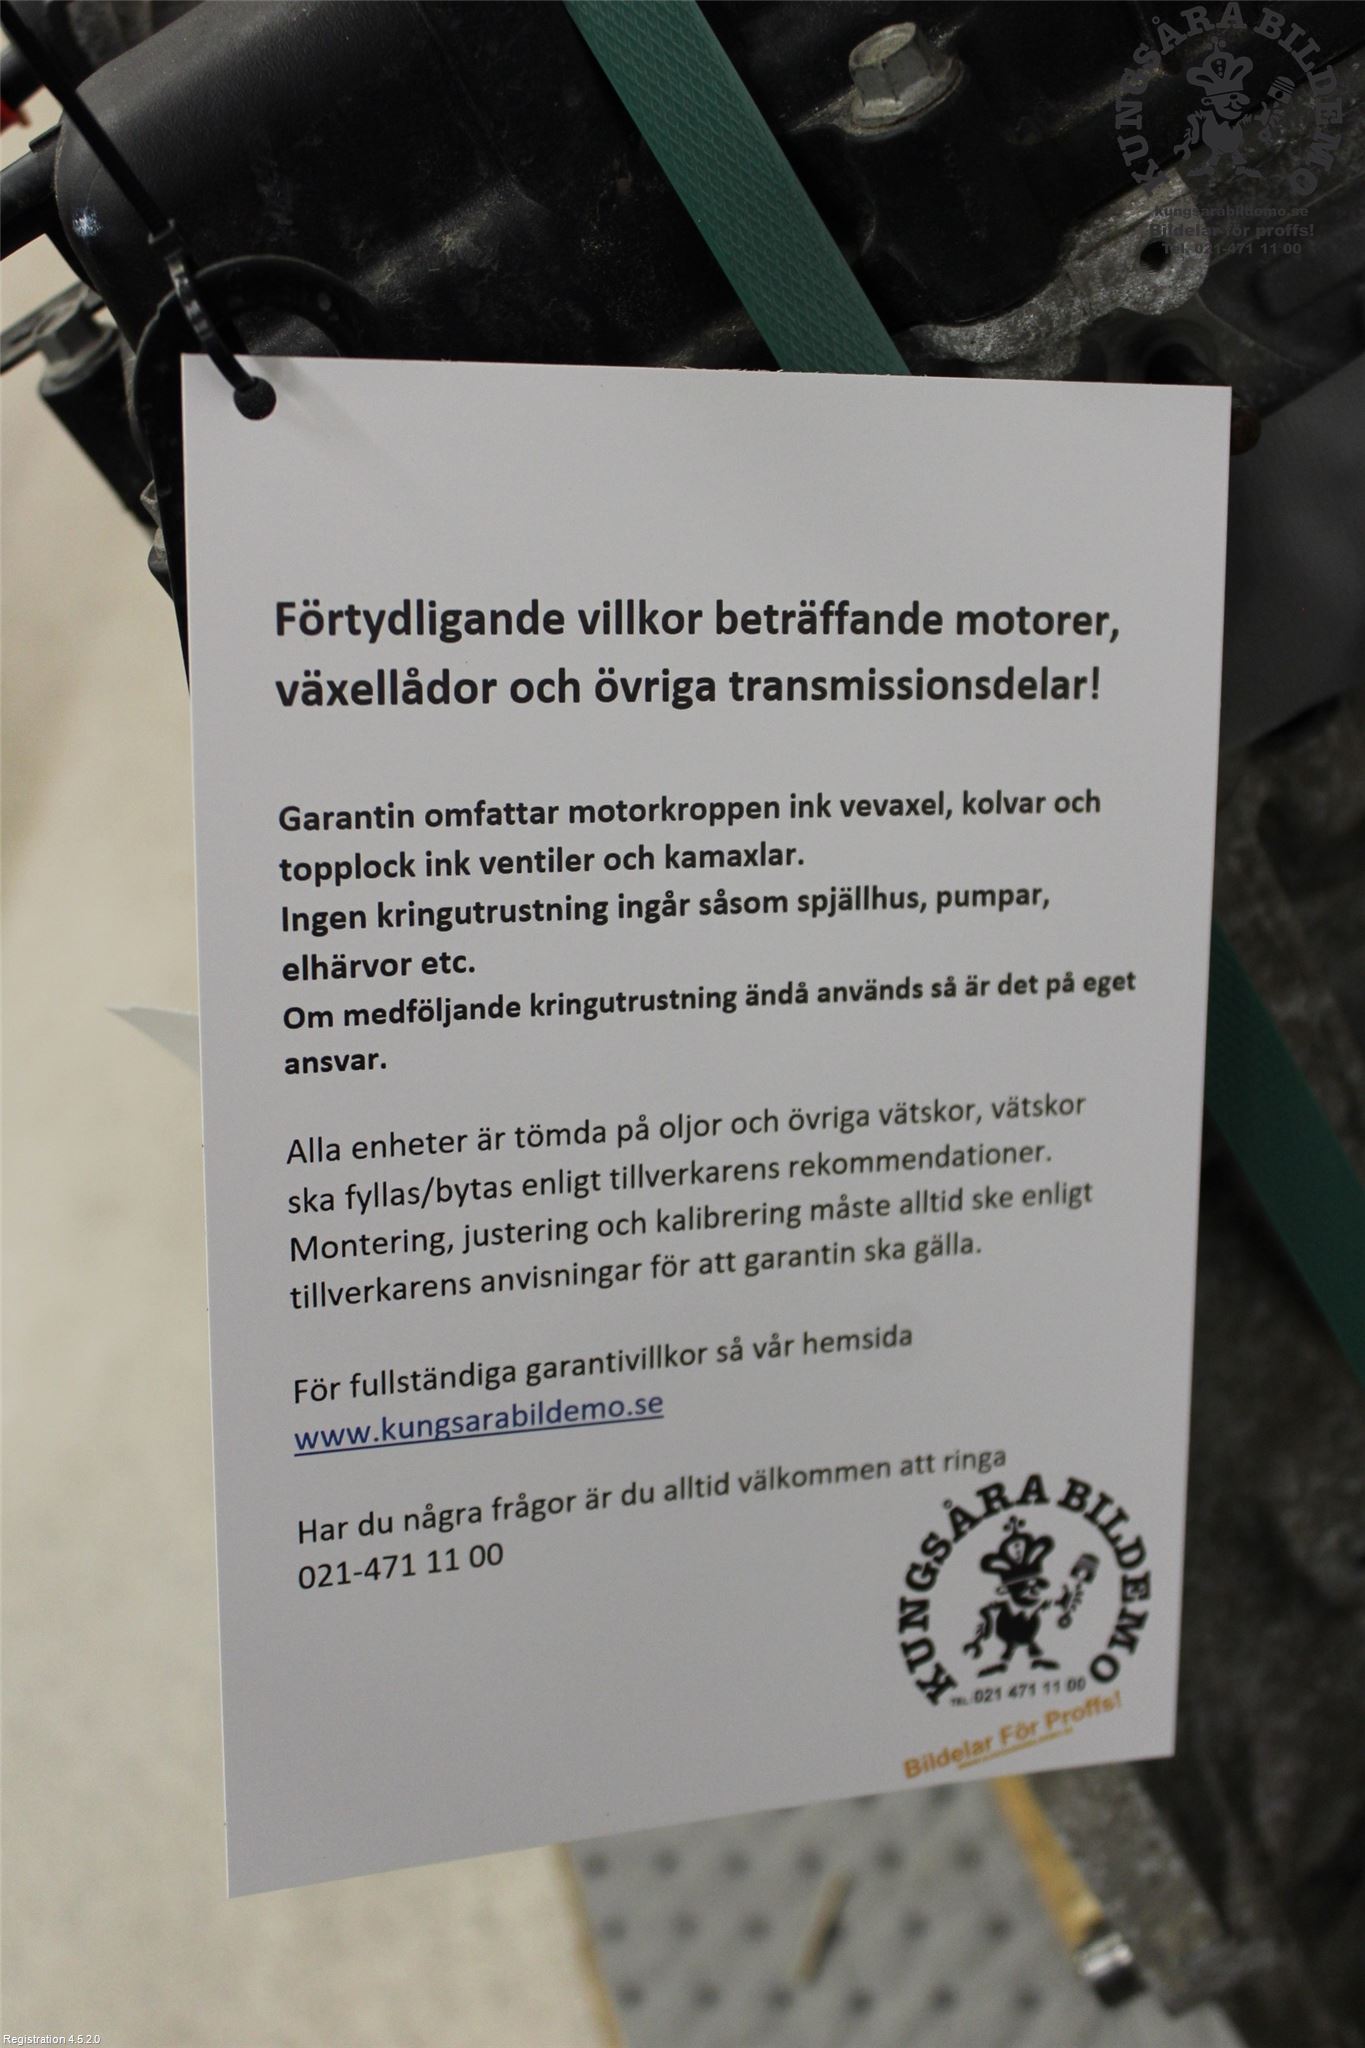 KUNGSÅRA BILDEMO
kungsarabildemo.se
Bildelar för proffs!
Tel. 021-471 11 00
Förtydligande villkor beträffande motorer,
växellådor och övriga transmissionsdelar!
Garantin omfattar motorkroppen ink vevaxel, kolvar och
topplock ink ventiler och kamaxlar.
Ingen kringutrustning ingår såsom spjällhus, pumpar,
elhärvor etc.
Om medföljande kringutrustning ändå används så är det på eget
ansvar.
Alla enheter är tömda på oljor och övriga vätskor, vätskor
ska fyllas/bytas enligt tillverkarens rekommendationer.
Montering, justering och kalibrering måste alltid ske enligt
tillverkarens anvisningar för att garantin ska gälla.
För fullständiga garantivillkor så vår hemsida
www.kungsarabildemo.se
Har du några frågor är du alltid välkommen att ringa
021-471 11 00
KUNGSÅRA BILDEMO
TEL. 021 471 11 00
Bildelar För Proffs!
Registration 4.5.2.0